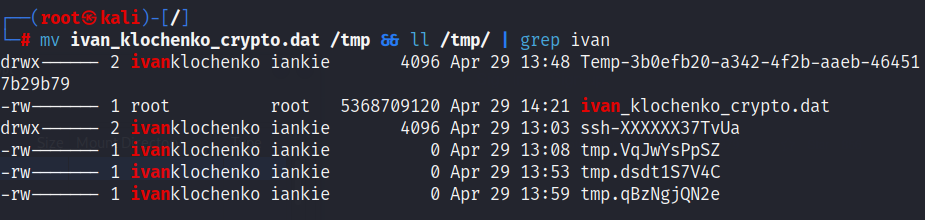 ┌──(root㉿kali)-[/]
└─# mv ivan_klochenko_crypto.dat /tmp && ll /tmp/ | grep ivan
drwx------ 2 ivanklochenko iankie 4096 Apr 29 13:48 Temp-3b0efb20-a342-4f2b-aaeb-46451
7b29b79
-rw------- 1 root root 5368709120 Apr 29 14:21 ivan_klochenko_crypto.dat
drwx------ 2 ivanklochenko iankie 4096 Apr 29 13:03 ssh-XXXXXX37TvUa
-rw------- 1 ivanklochenko iankie 0 Apr 29 13:08 tmp.VqJwYsPpSZ
-rw------- 1 ivanklochenko iankie 0 Apr 29 13:53 tmp.dsdt1S7V4C
-rw------- 1 ivanklochenko iankie 0 Apr 29 13:59 tmp.qBzNgjQN2e